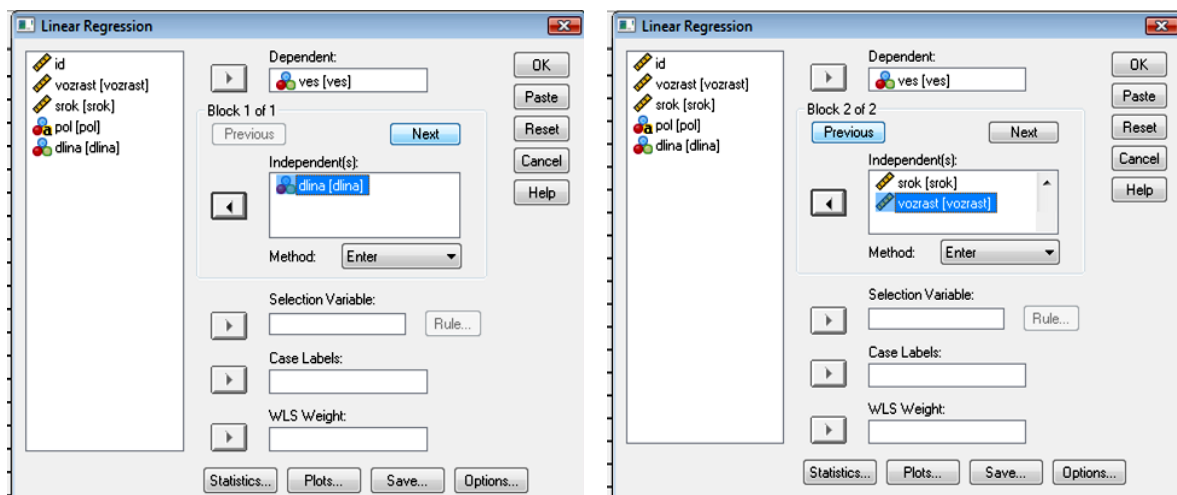 Linear Regression
id
vozrast [vozrast]
srok [srok]
pol [pol]
dlina [dlina]
Dependent:
ves [ves]
Block 1 of 1
Previous
Next
Independent(s):
dlina [dlina]
Method:
Enter
Selection Variable:
Rule...
Case Labels:
WLS Weight:
OK
Paste
Reset
Cancel
Help
Statistics...
Plots...
Save...
Options...
Linear Regression
id
vozrast [vozrast]
srok [srok]
a pol [pol]
dlina [dlina]
Dependent:
ves [ves]
Block 2 of 2
Previous
Next
Independent(s):
srok [srok]
vozrast [vozrast]
Method:
Enter
Selection Variable:
Rule...
Case Labels:
WLS Weight:
OK
Paste
Reset
Cancel
Help
Statistics...
Plots...
Save...
Options...